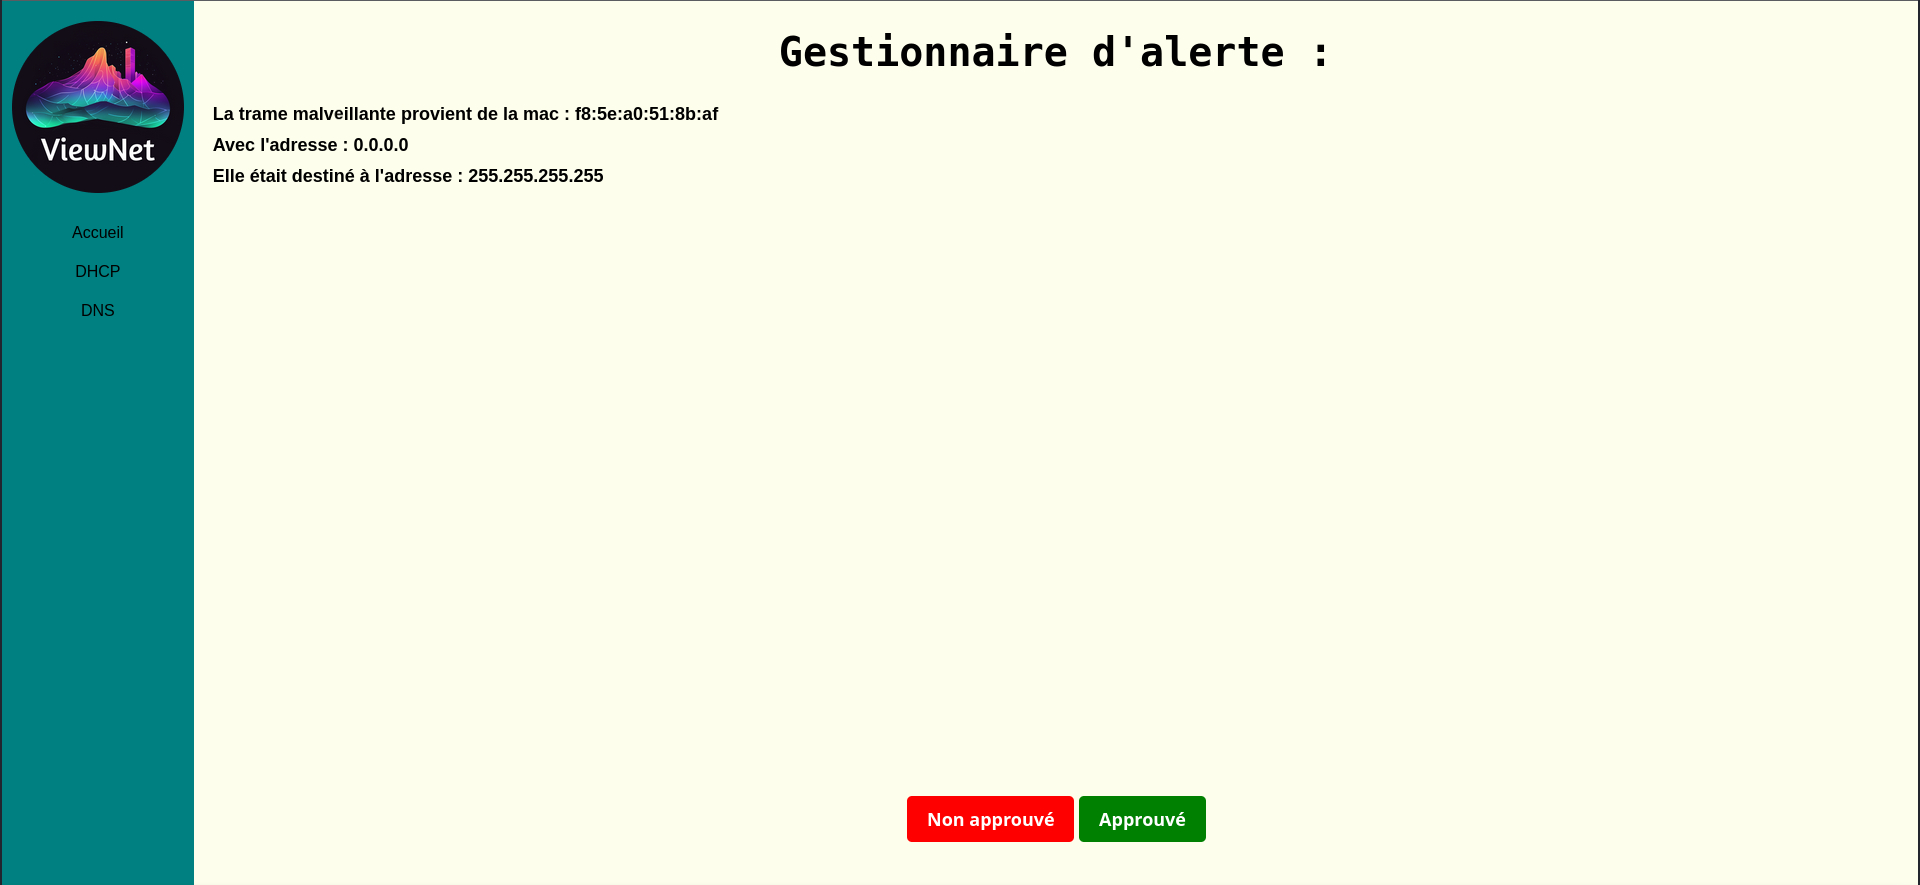 ViewNet
Accueil
DHCP
DNS
Gestionnaire d'alerte :
La trame malveillante provient de la mac : f8:5e:a0:51:8b:af
Avec l'adresse : 0.0.0.0
Elle était destiné à l'adresse : 255.255.255.255
Non approuvé
Approuvé